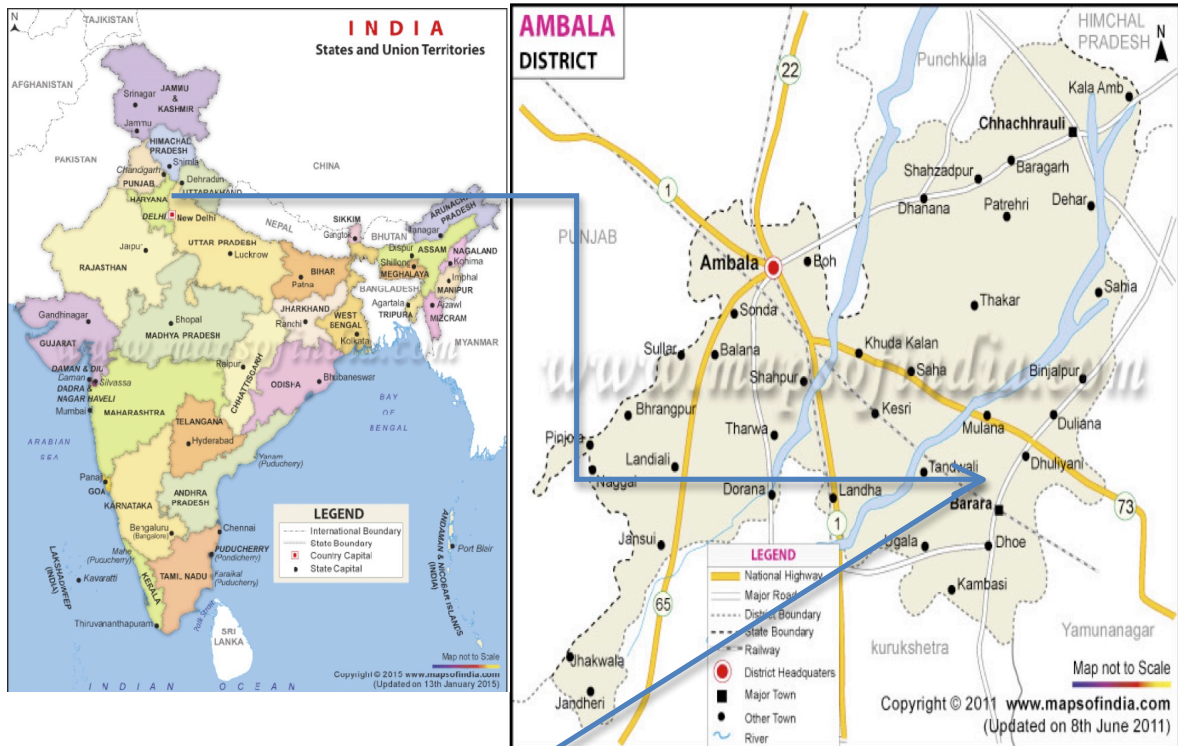 N
INDIA
States and Union Territories
TAJIKISTAN
AFGHANISTAN
JAMMU
&
KASHMIR
Srinagar
Jammu
HIMACHAL
PRADESH
Shimla
PAKISTAN
Chandigarh
PUNJAB
Dehradun
UTTARAKHAND
HARYANA
DELHI
New Delhi
CHINA
ARUNACHAL
PRADESH
SIKKIM
Gangtok
NEPAL
BHUTAN
Itanagar
Dispur
ASSAM
NAGALAND
Kohima
Shillong
MEGHALAYA
Imphal
MANIPUR
Jaipur
UTTAR PRADESH
Lucknow
RAJASTHAN
BIHAR
Patna
BANGLADESH
Agartala
TRIPURA
Aizawl
MIZCRAM
MYANMAR
Gandhinagar
GUJARAT
Bhopal
MADHYA PRADESH
JHARKHAND
Ranchi
WEST
BENGAL
Kolkata
www.mapsofindia.com
Raipur
CHHATTISGARH
ODISHA
Bhubaneswar
DAMAN & DIU
Daman
Silvassa
DADRA &
NAGAR HAVELI
Mumbai
MAHARASHTRA
TELANGANA
Hyderabad
BAY
OF
BENGAL
ARABIAN
SEA
Yanam
(Puducherry)
Panaji
GOA
KARNATAKA
ANDHRA
PRADESH
Bengaluru
(Bangalore)
Chennai
Mahe
(Puducherry)
PUDUCHERRY
(Pondicherry)
TAMIL NADU
Karaikal
(Puducherry)
KERALA
Thiruvananthapuram
LAKSHADWEEP
(INDIA)
Kavaratti
ANDAMAN & NICOBAR ISLANDS
(INDIA)
Port Blair
SRI
LANKA
LEGEND
International Boundary
State Boundary
Country Capital
State Capital
Map not to Scale
Copyright © 2015 www.mapsofindia.com
(Updated on 13th January 2015)
INDIAN OCEAN
AMBALA
DISTRICT
HIMCHAL
PRADESH
N
Punchkula
22
Kala Amb
Chhachhrauli
Baragarh
Shahzadpur
1
Dhanana
Patrehri
Dehar
PUNJAB
Ambala
Boh
Sahia
Thakar
Sonda
Sullar
Balana
Khuda Kalan
Saha
Shahpur
Binjalpur
www.mapsofindia.com
Bhrangpur
Kesri
Mulana
Duliana
Pinjole
Tharwa
Landiali
Naggal
Tandwali
Dhuliyani
Dorana
Landha
Barara
73
1
Jansui
Dhoe
Kambasi
65
LEGEND
National Highway
Major Road
District Boundary
State Boundary
Railway
District Headquaters
Major Town
Other Town
River
Jhakwala
Jandheri
kurukshetra
Yamunanagar
Map not to Scale
Copyright © 2011 www.mapsofindia.com
(Updated on 8th June 2011)